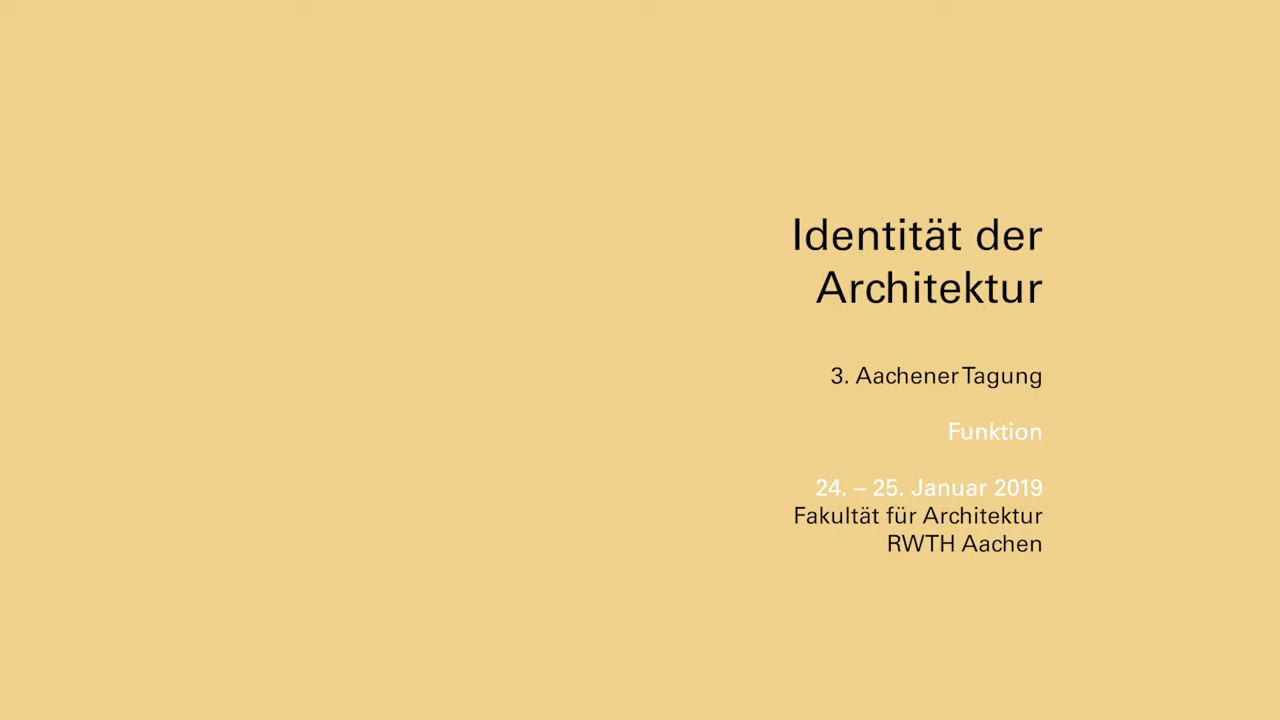 Identität der
Architektur
3. Aachener Tagung
Funktion
24. – 25. Januar 2019
Fakultät für Architektur
RWTH Aachen